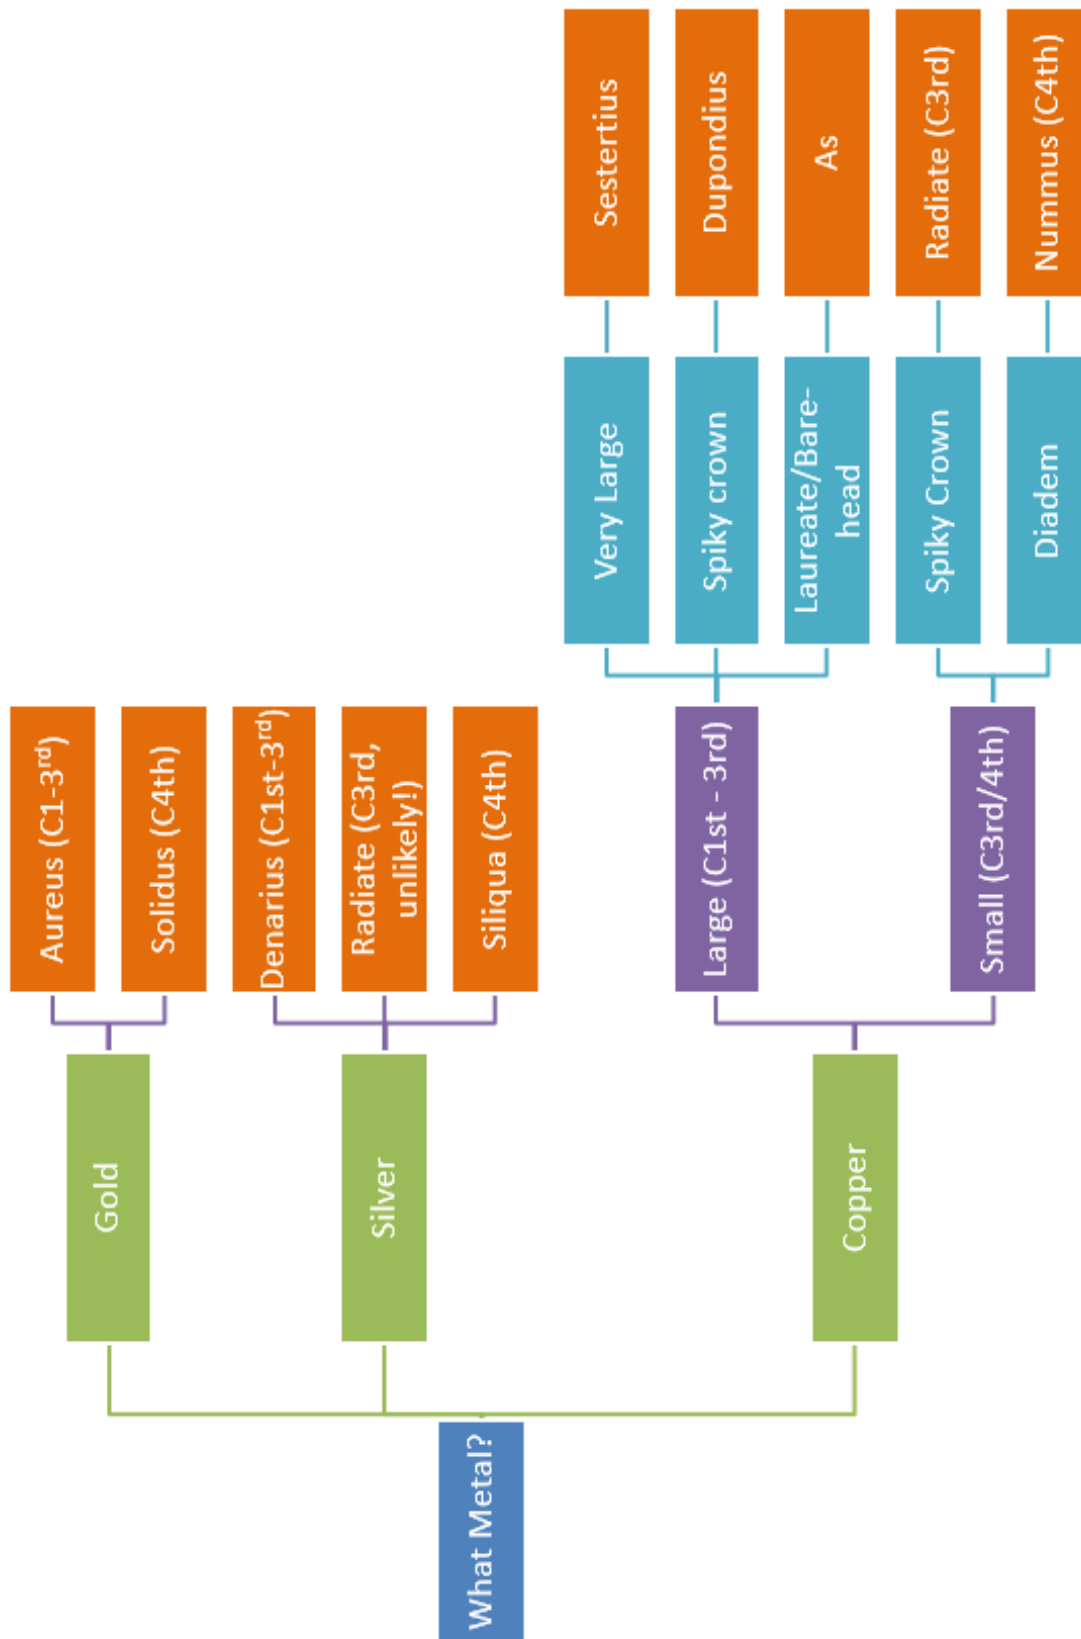 What Metal?
Gold
Aureus (C1-3rd)
Solidus (C4th)
Silver
Denarius (C1st-3rd)
Radiate (C3rd,
unlikely!)
Siliqua (C4th)
Copper
Large (C1st - 3rd)
Very Large
Sestertius
Spiky crown
Dupondius
Laureate/Bare-
head
As
Small (C3rd/4th)
Spiky Crown
Radiate (C3rd)
Diadem
Nummus (C4th)